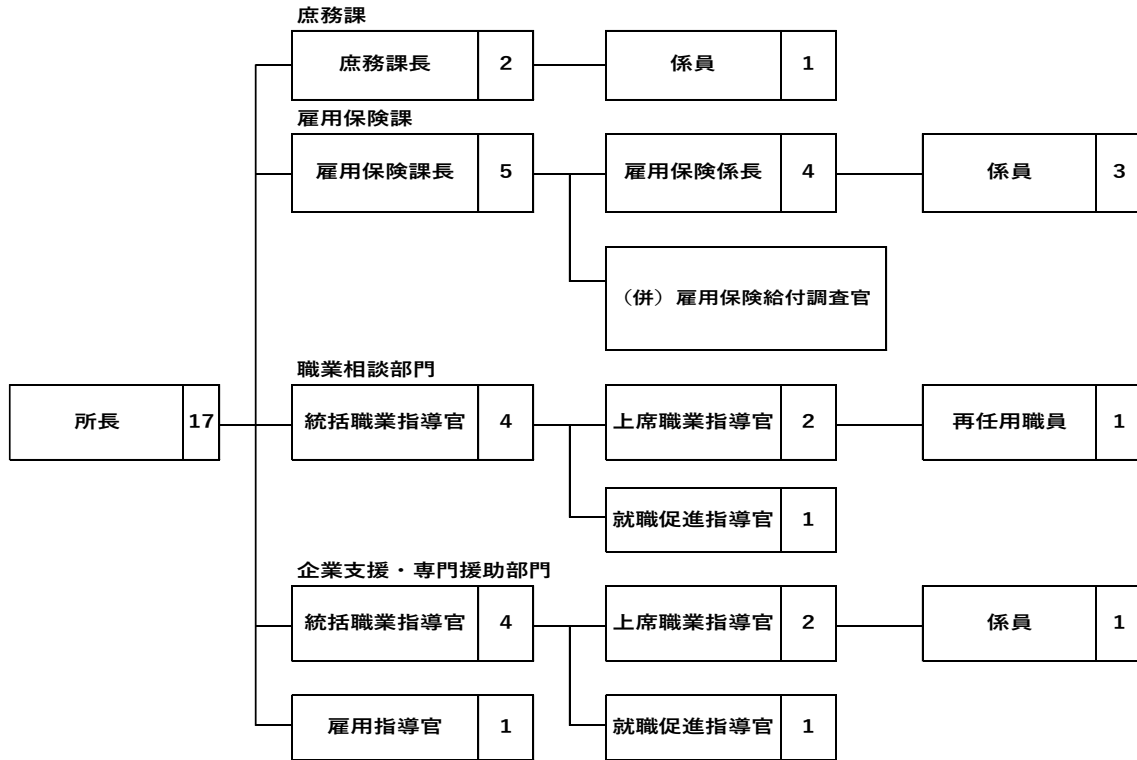 庶務課
庶務課長 2 係員 1
雇用保険課
雇用保険課長 5 雇用保険係長 4 係員 3
（併）雇用保険給付調査官
職業相談部門
所長 17 統括職業指導官 4 上席職業指導官 2 再任用職員 1
就職促進指導官 1
企業支援・専門援助部門
統括職業指導官 4 上席職業指導官 2 係員 1
雇用指導官 1 就職促進指導官 1